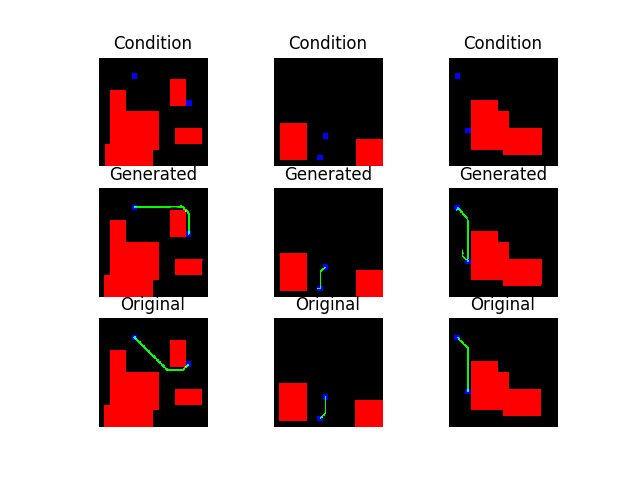 Condition Condition Condition
Generated Generated Generated
Original Original Original